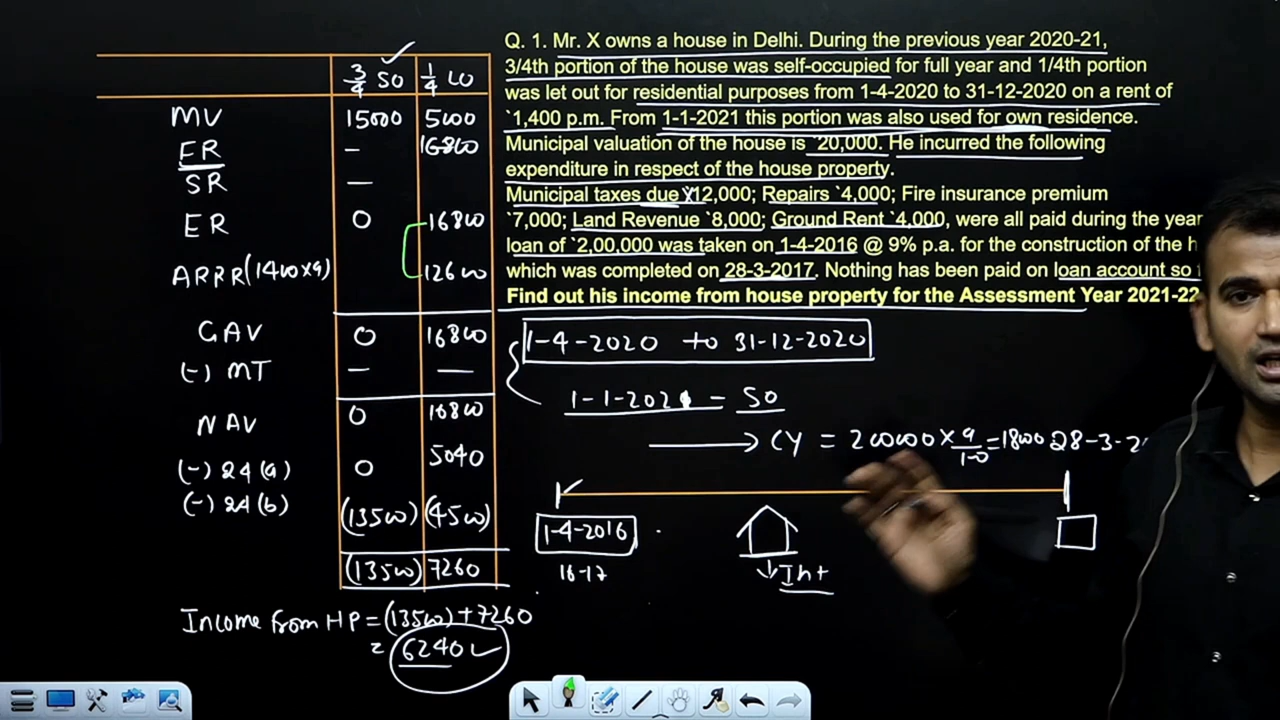 Q. 1. Mr. X owns a house in Delhi. During the previous year 2020-21,
3/4th portion of the house was self-occupied for full year and 1/4th portion
was let out for residential purposes from 1-4-2020 to 31-12-2020 on a rent of
`1,400 p.m. From 1-1-2021 this portion was also used for own residence.
Municipal valuation of the house is `20,000. He incurred the following
expenditure in respect of the house property.
Municipal taxes due `12,000; Repairs `4,000; Fire insurance premium
`7,000; Land Revenue `8,000; Ground Rent `4,000, were all paid during the year
loan of `2,00,000 was taken on 1-4-2016 @ 9% p.a. for the construction of the h
which was completed on 28-3-2017. Nothing has been paid on loan account so
Find out his income from house property for the Assessment Year 2021-22
3/4 SO 1/4 LO
MV 15000 5000
FR — 16800
SR —
ER 0 16800
ARRR(1400×9) 12600
GAV 0 16800
(-) MT — —
NAV 0 16800
(-) 24(a) 0 5040
(-) 24(b) (13500) (4500)
(13500) 7260
Income from HP = (13500) + 7260
= 6240
1-4-2020 to 31-12-2020
1-1-2021 = SO
CY = 200000 × 9/100 = 18000
28-3-20
1-4-2016
16-17
Int